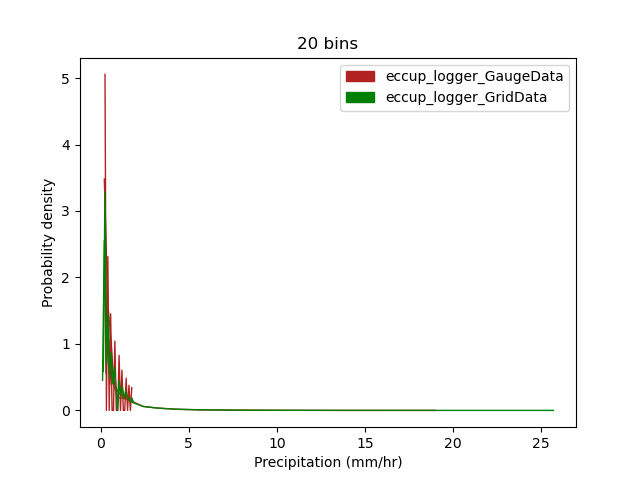 20 bins
eccup_logger_GaugeData
eccup_logger_GridData
Probability density
5
4
3
2
1
0
0 5 10 15 20 25
Precipitation (mm/hr)